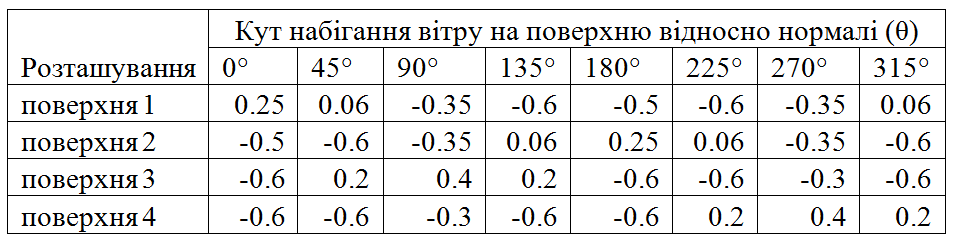 Кут набігання вітру на поверхню відносно нормалі (θ)
Розташування 0° 45° 90° 135° 180° 225° 270° 315°
поверхня 1 0.25 0.06 -0.35 -0.6 -0.5 -0.6 -0.35 0.06
поверхня 2 -0.5 -0.6 -0.35 0.06 0.25 0.06 -0.35 -0.6
поверхня 3 -0.6 0.2 0.4 0.2 -0.6 -0.6 -0.3 -0.6
поверхня 4 -0.6 -0.6 -0.3 -0.6 -0.6 0.2 0.4 0.2